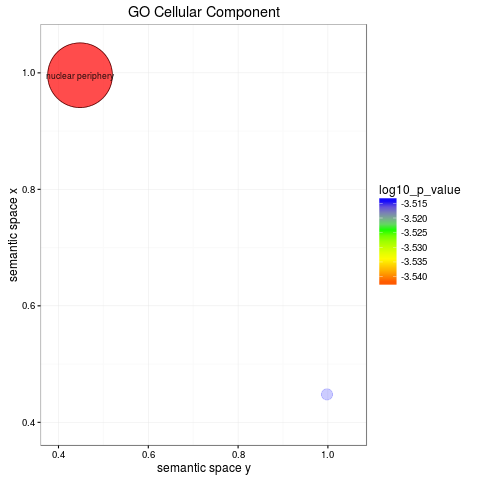 GO Cellular Component
nuclear periphery
1.0
0.8
0.6
0.4
semantic space x
0.4 0.6 0.8 1.0
semantic space y
log10_p_value
-3.515
-3.520
-3.525
-3.530
-3.535
-3.540